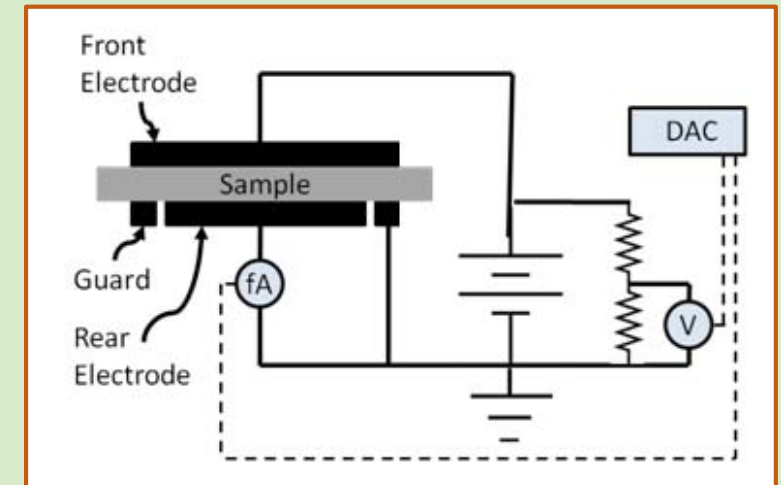 Front
Electrode
DAC
Sample
Guard
fA
V
Rear
Electrode